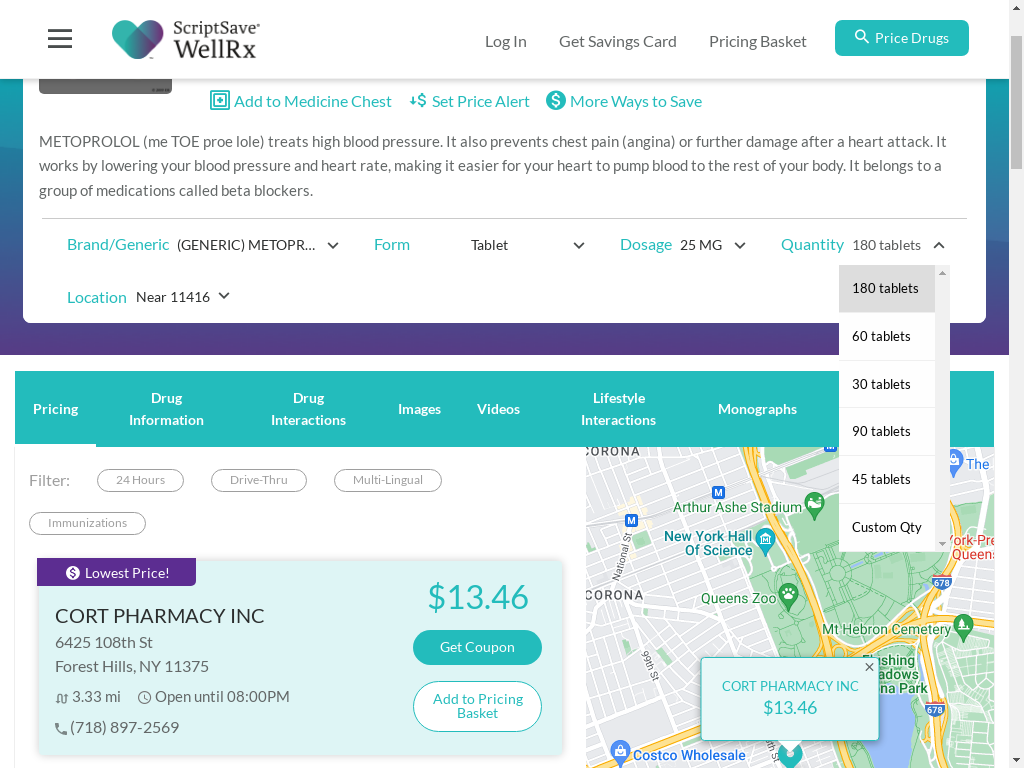 ScriptSave®
WellRx
Log In
Get Savings Card
Pricing Basket
Price Drugs
Add to Medicine Chest
Set Price Alert
More Ways to Save
METOPROLOL (me TOE proe lole) treats high blood pressure. It also prevents chest pain (angina) or further damage after a heart attack. It
works by lowering your blood pressure and heart rate, making it easier for your heart to pump blood to the rest of your body. It belongs to a
group of medications called beta blockers.
Brand/Generic (GENERIC) METOPR...
Form Tablet
Dosage 25 MG
Quantity 180 tablets
Location Near 11416
180 tablets
60 tablets
30 tablets
90 tablets
45 tablets
Custom Qty
Pricing
Drug
Information
Drug
Interactions
Images
Videos
Lifestyle
Interactions
Monographs
Filter:
24 Hours
Drive-Thru
Multi-Lingual
Immunizations
Lowest Price!
CORT PHARMACY INC
6425 108th St
Forest Hills, NY 11375
3.33 mi
Open until 08:00PM
(718) 897-2569
$13.46
Get Coupon
Add to Pricing
Basket
CORONA
M
The
M
Arthur Ashe Stadium
M
New York Hall
Of Science
National St
York-Pre
Queens
678
CORONA
Queens Zoo
Mt Hebron Cemetery
99th St
Flushing
Meadows
Corona Park
678
678
CORT PHARMACY INC
$13.46
Costco Wholesale
th St